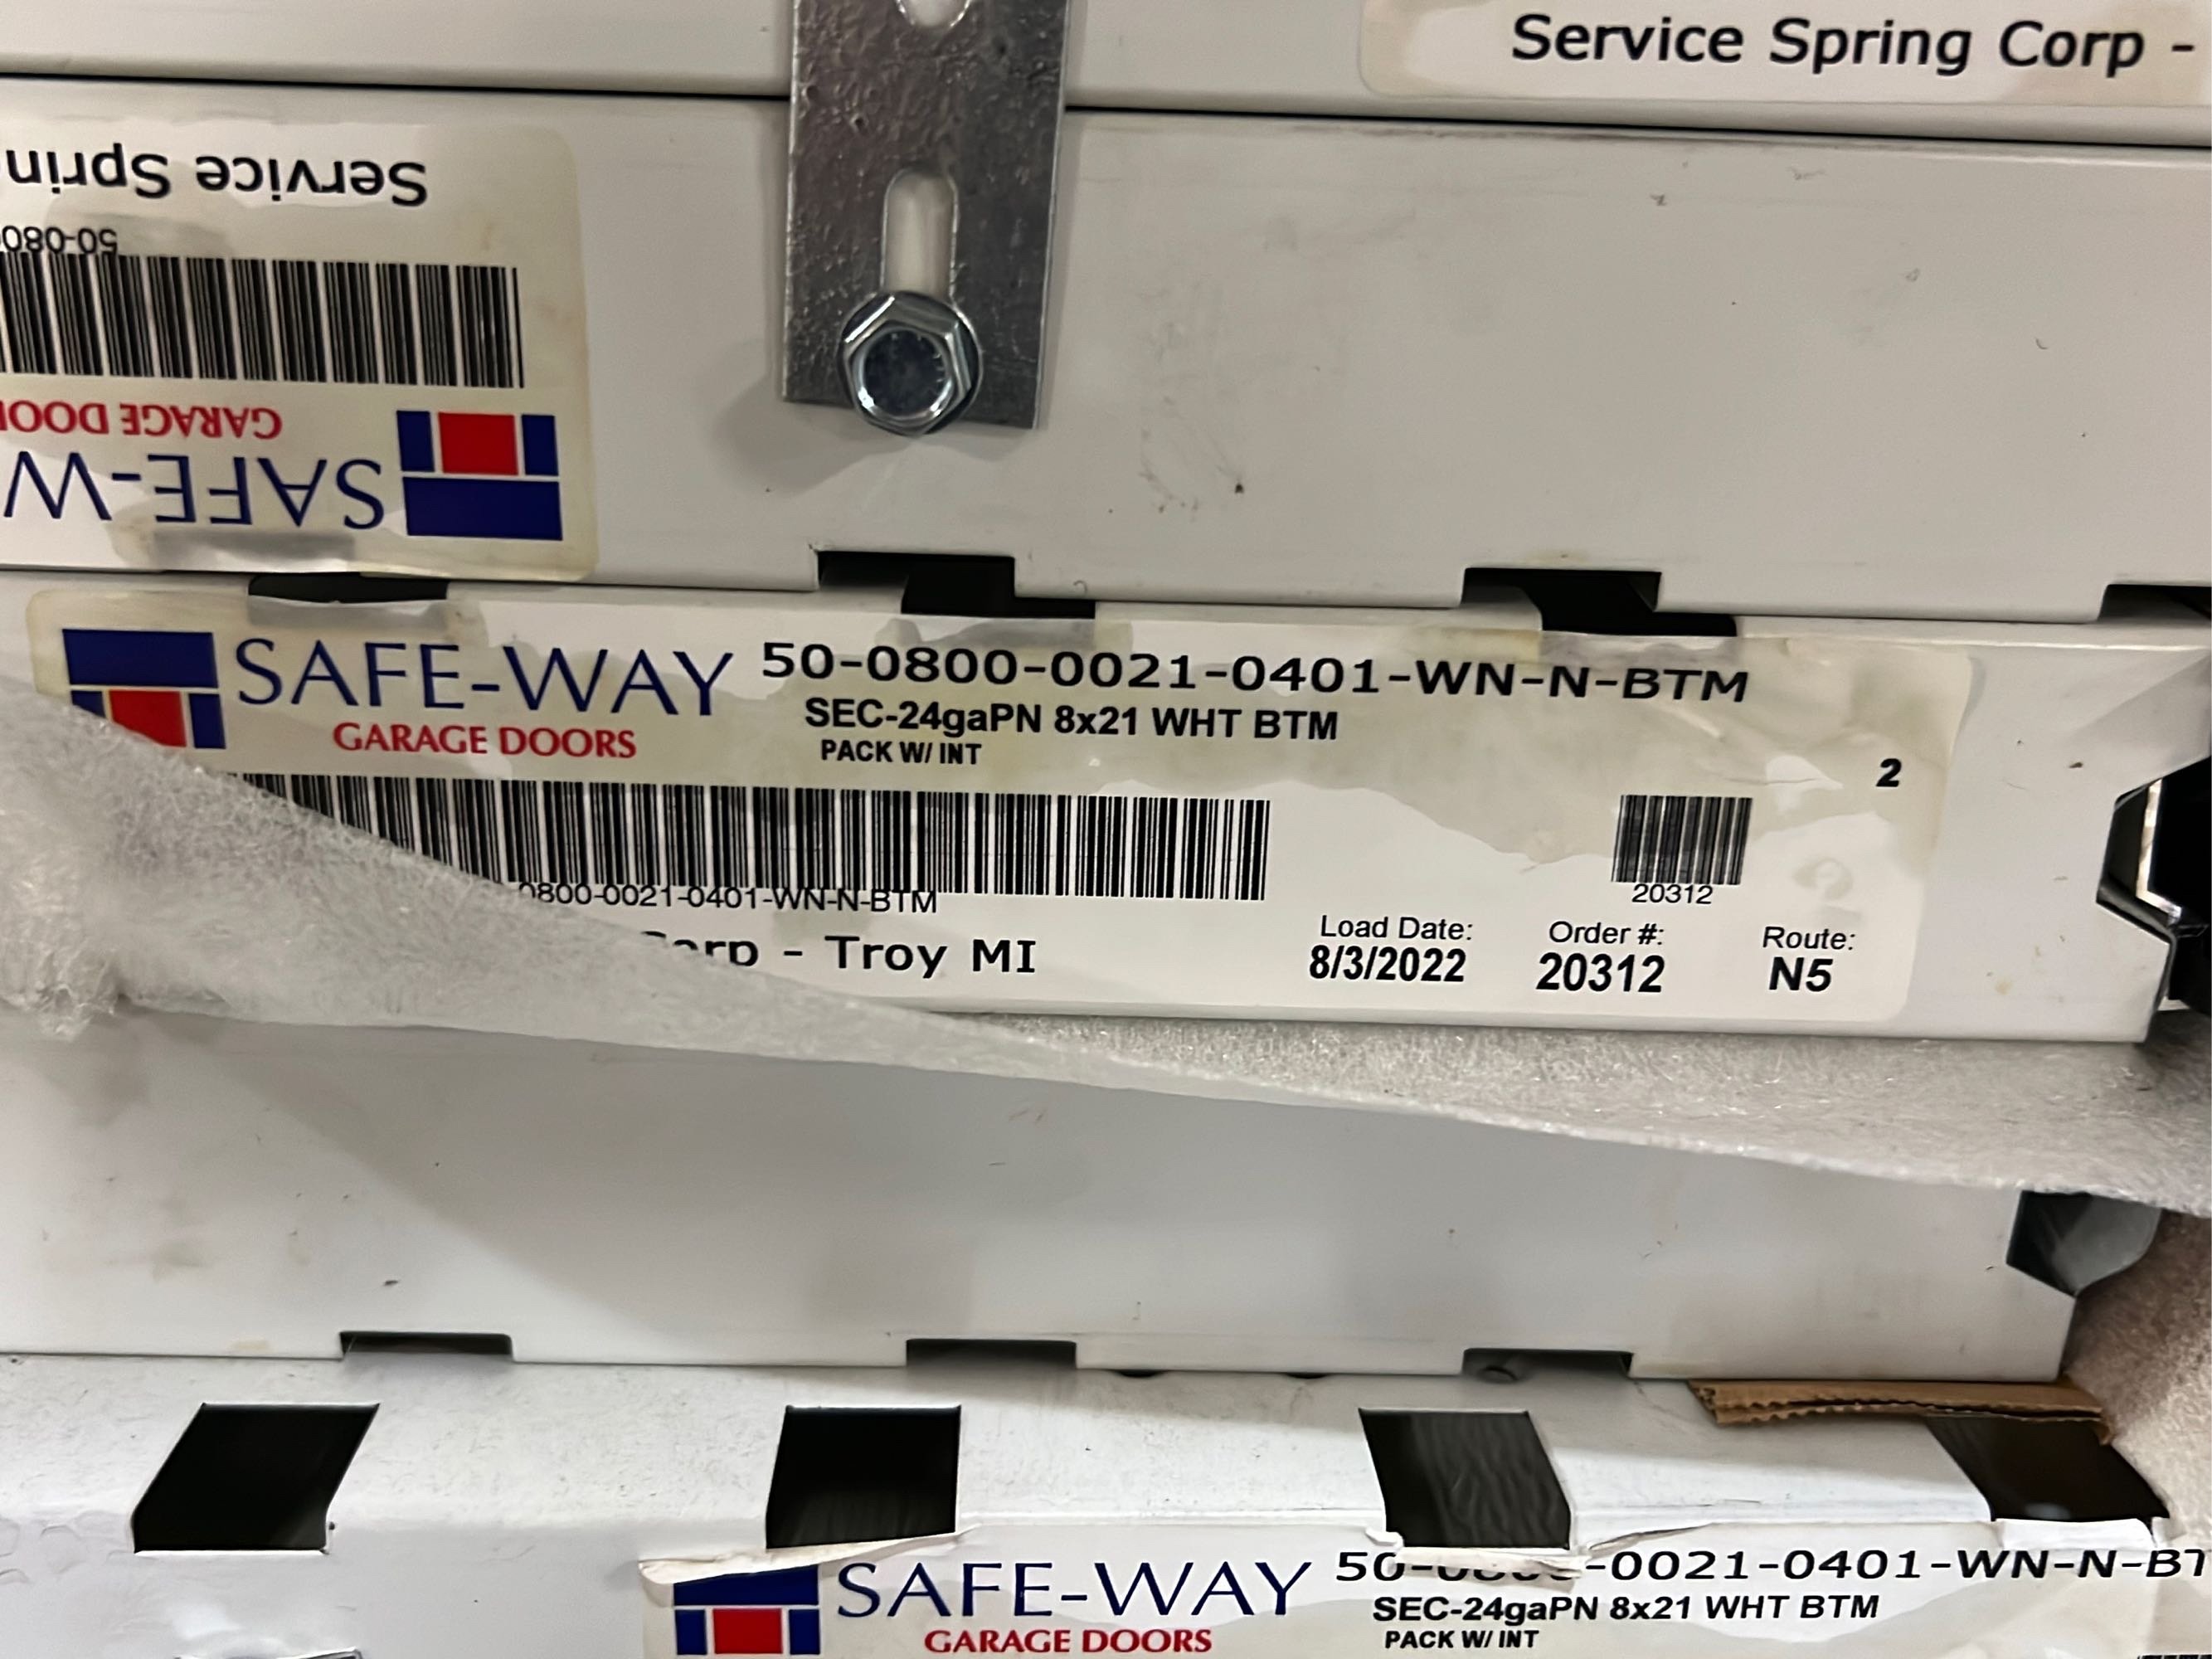 Service Spring Corp -
Service
50-080
GARAGE
SAFE-W
SAFE-WAY
GARAGE DOORS
50-0800-0021-0401-WN-N-BTM
SEC-24gaPN 8x21 WHT BTM
PACK W/ INT
2
0800-0021-0401-WN-N-BTM
20312
- Troy MI
Load Date:
8/3/2022
Order #:
20312
Route:
N5
SAFE-WAY
GARAGE DOORS
-0021-0401-WN-N-BT
SEC-24gaPN 8x21 WHT BTM
PACK W/ INT